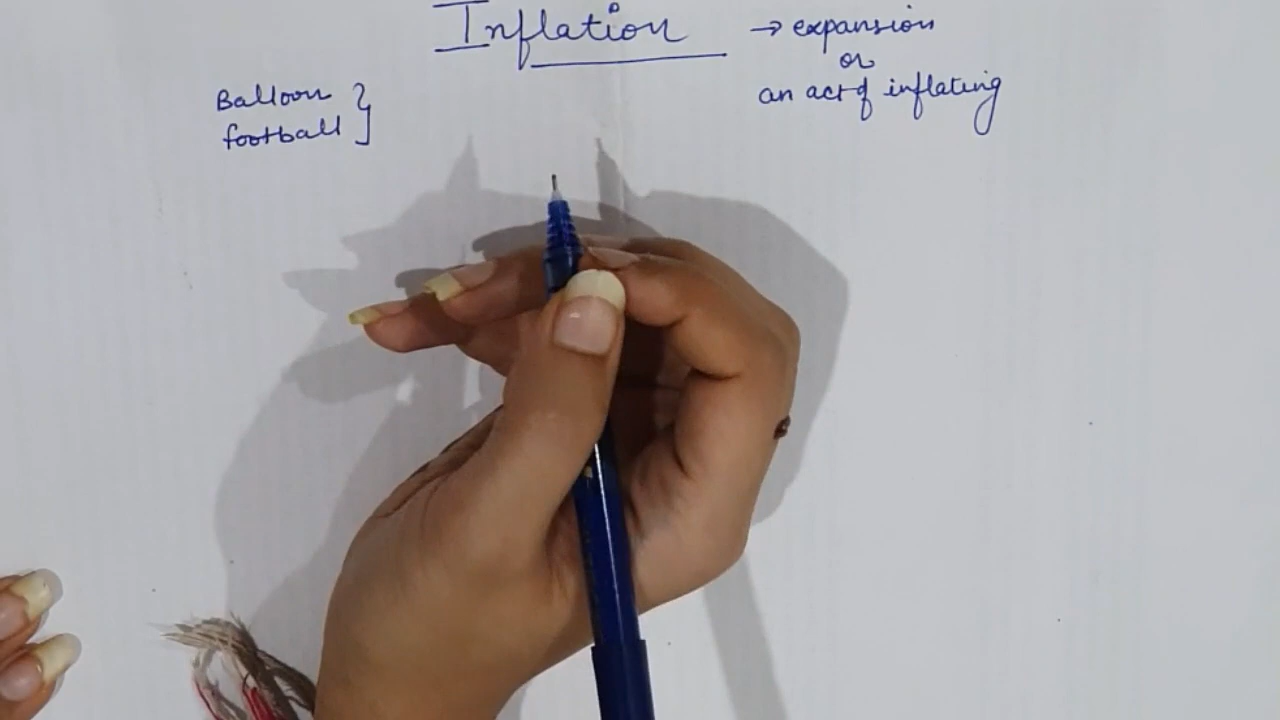 Inflation → expansion
or
an act of inflating
Balloon
football